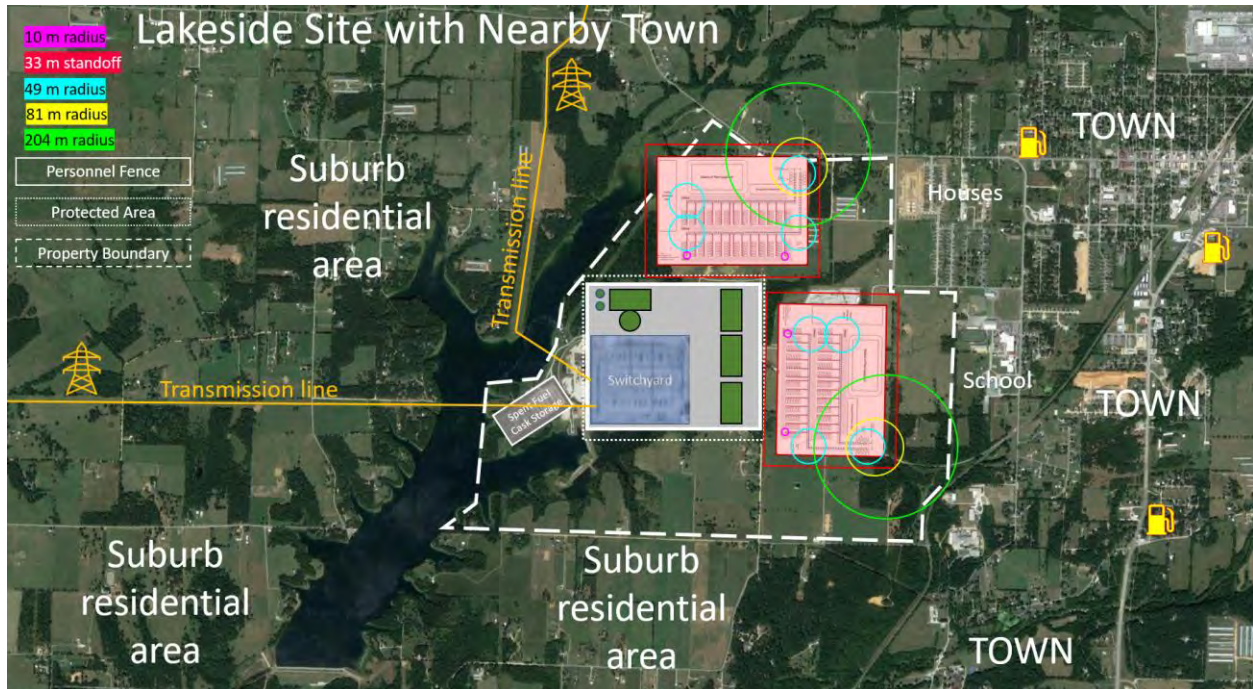 Lakeside Site with Nearby Town
10 m radius
33 m standoff
49 m radius
81 m radius
204 m radius
Personnel Fence
Protected Area
Property Boundary
Suburb
residential
area
Transmission line
TOWN
Houses
Transmission line
Switchyard
Spent Fuel
Cask Storage
School
TOWN
Suburb
residential
area
Suburb
residential
area
TOWN